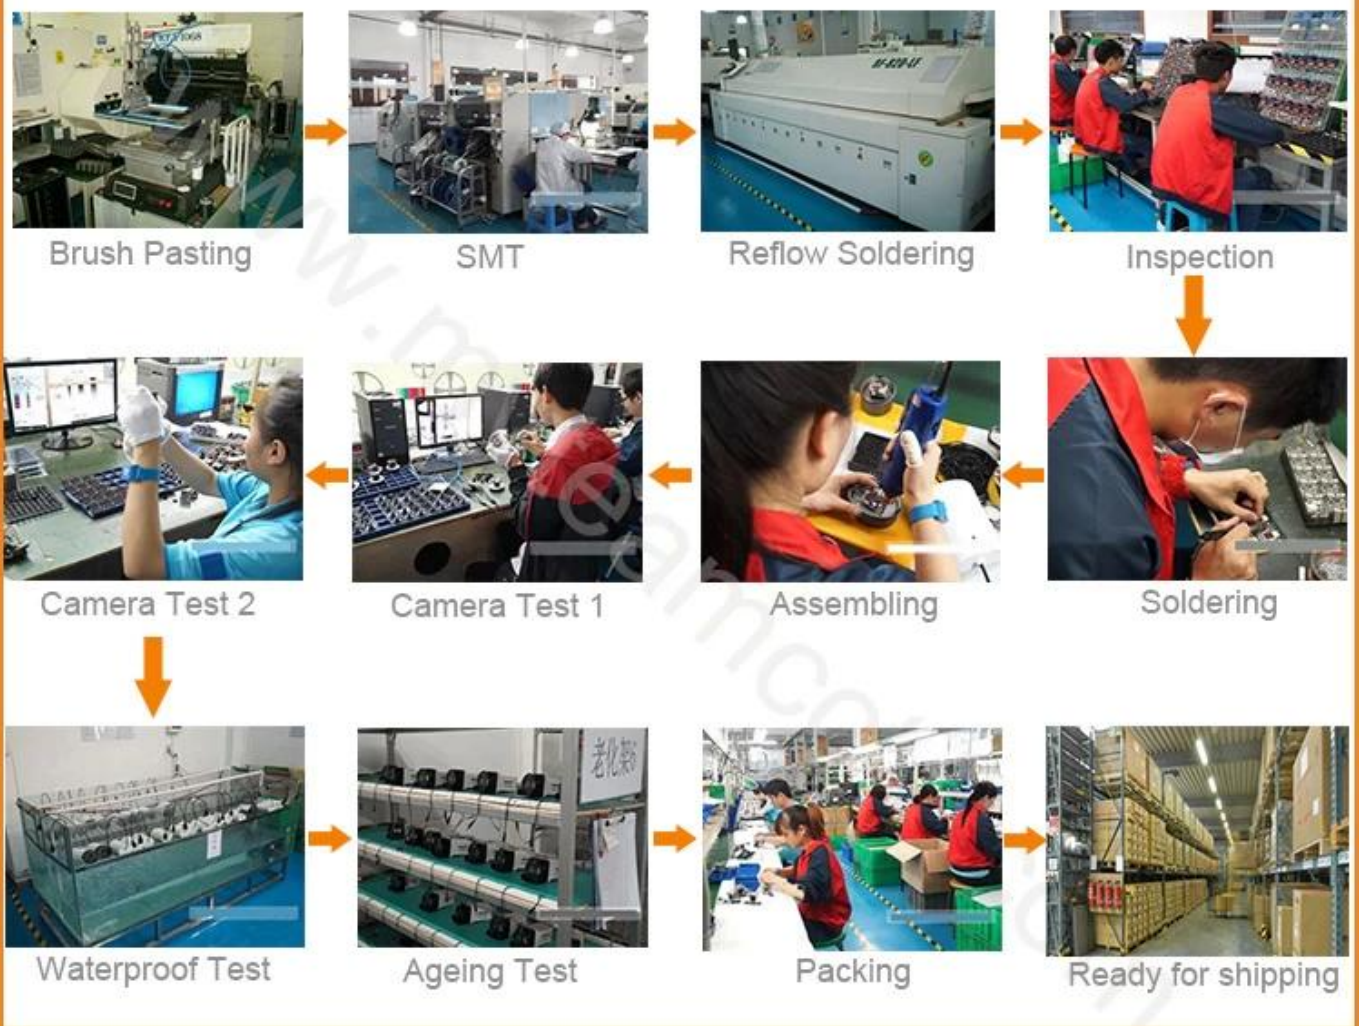 Brush Pasting
SMT
Reflow Soldering
Inspection
Camera Test 2
Camera Test 1
Assembling
Soldering
老化架6
Waterproof Test
Ageing Test
Packing
Ready for shipping